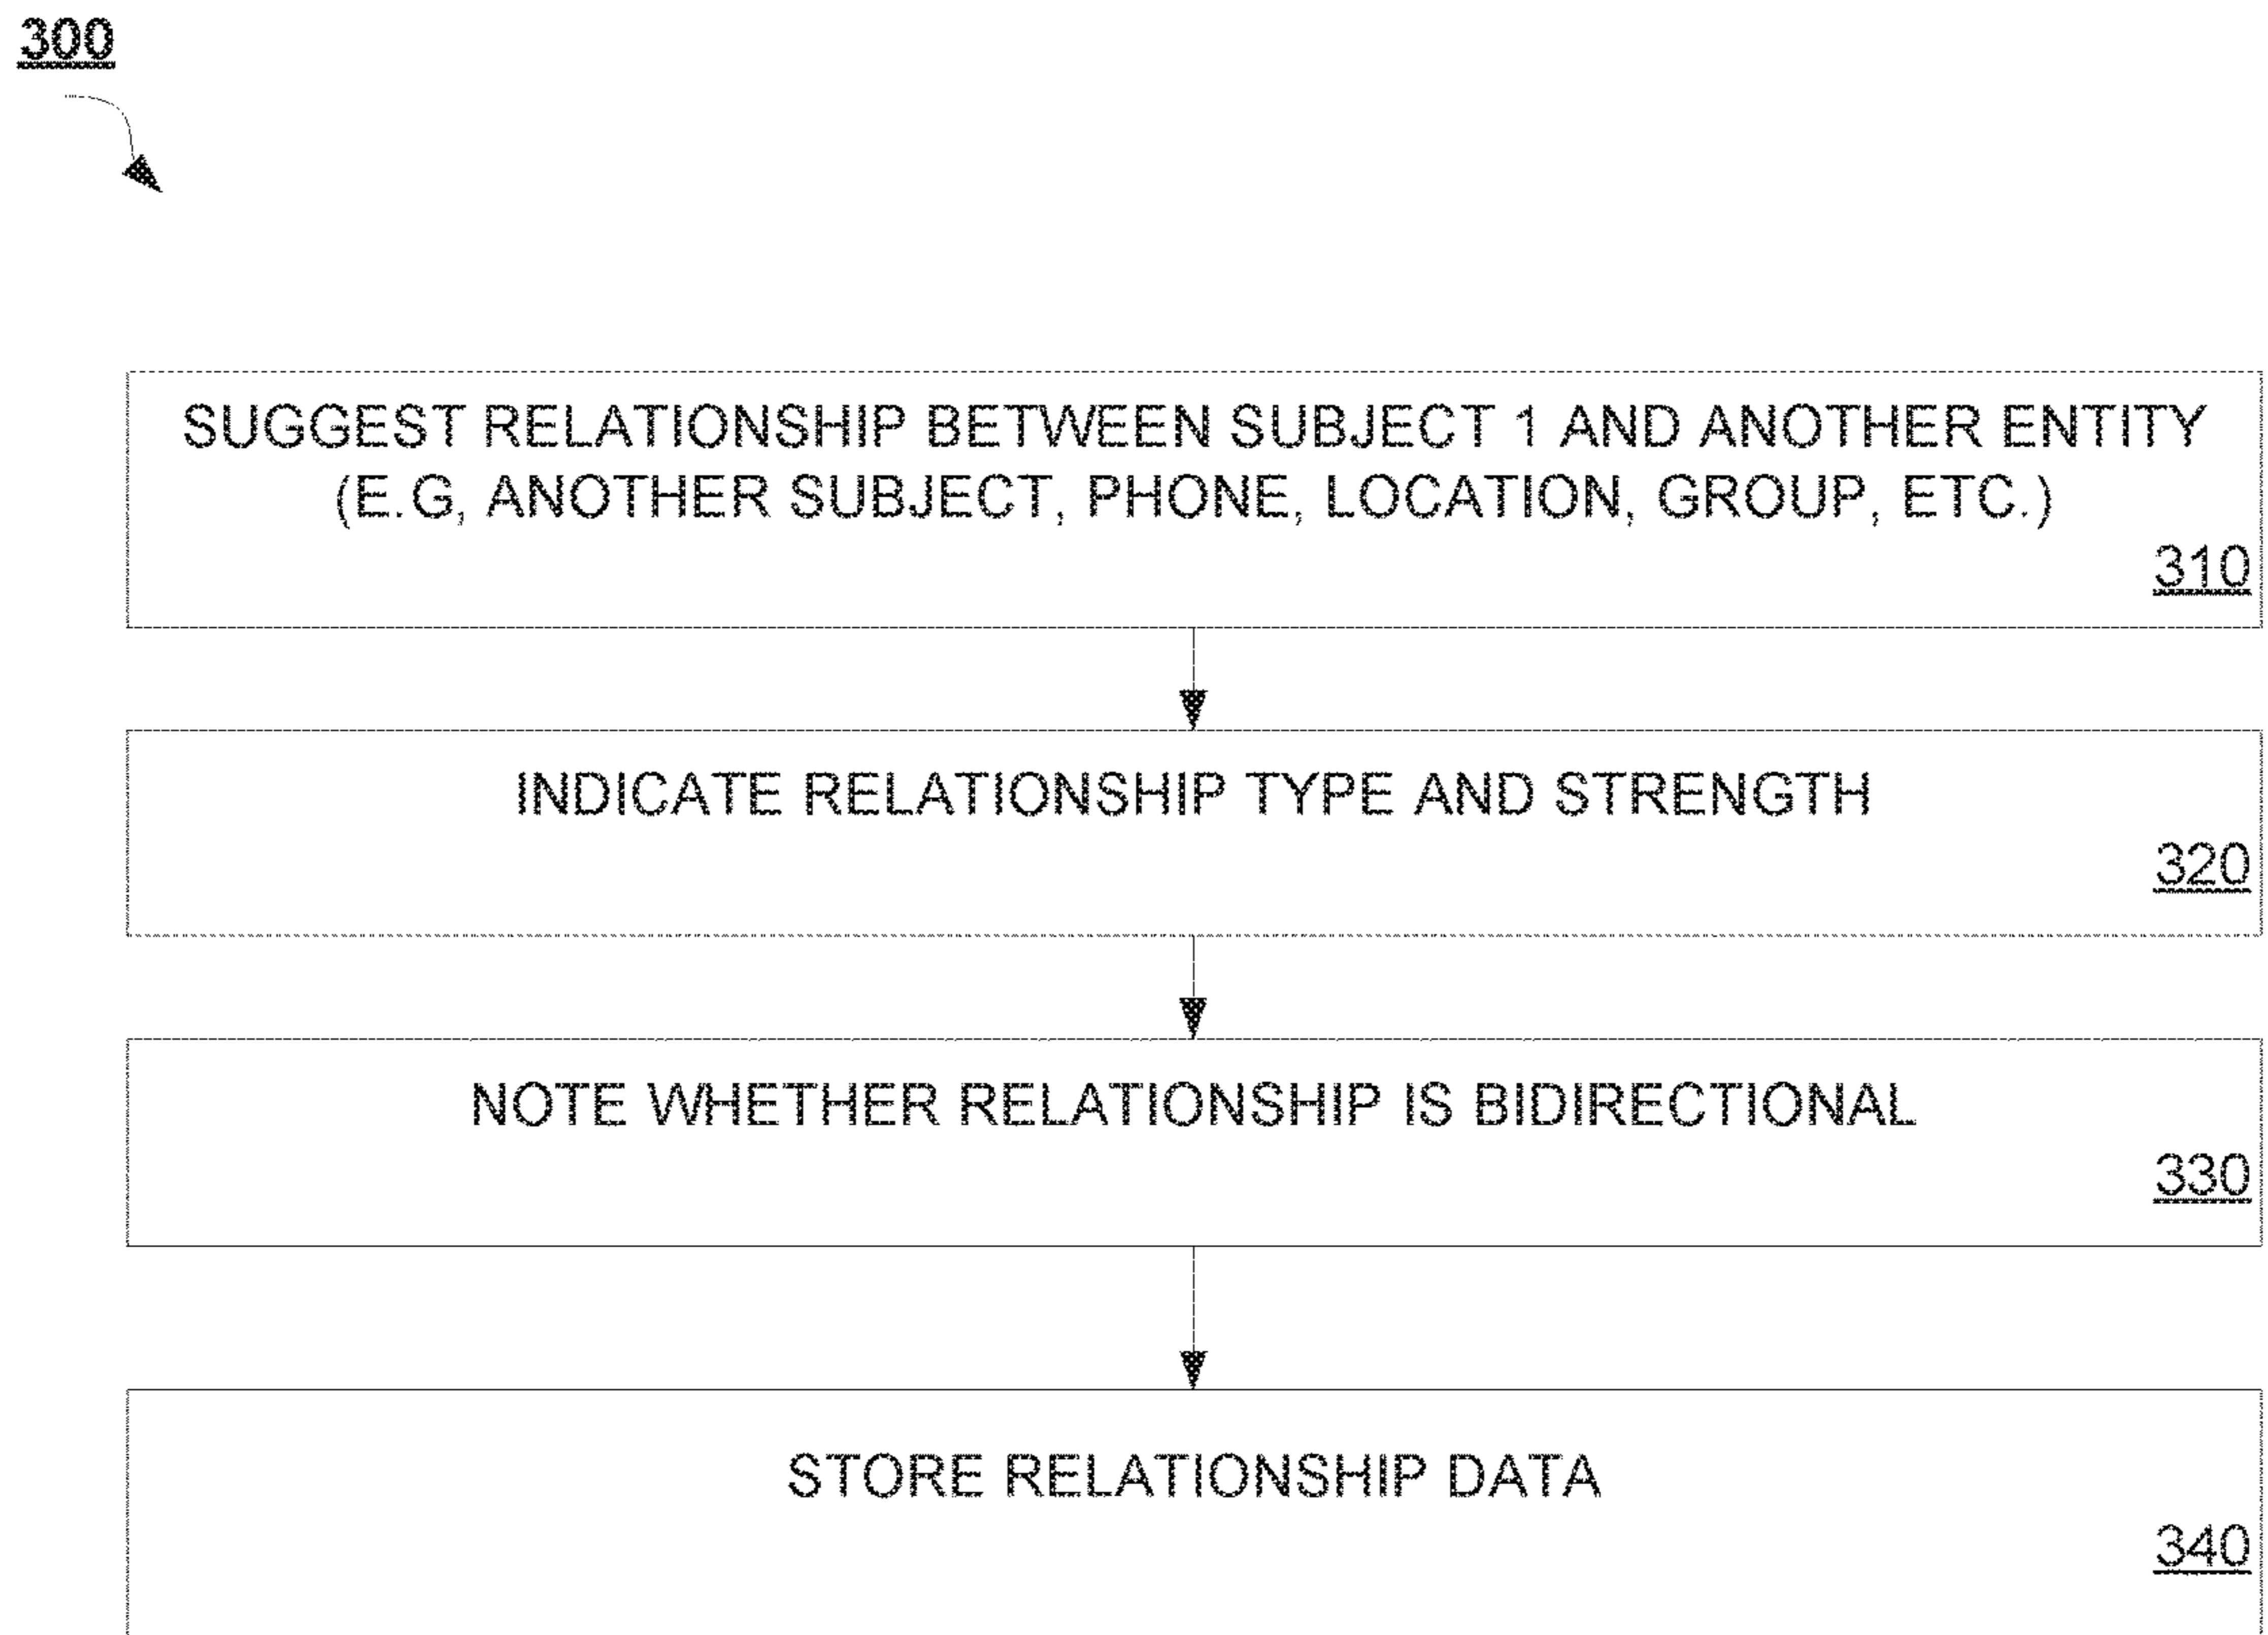 300
SUGGEST RELATIONSHIP BETWEEN SUBJECT 1 AND ANOTHER ENTITY
(E.G, ANOTHER SUBJECT, PHONE, LOCATION, GROUP, ETC.)
310
INDICATE RELATIONSHIP TYPE AND STRENGTH
320
NOTE WHETHER RELATIONSHIP IS BIDIRECTIONAL
330
STORE RELATIONSHIP DATA
340